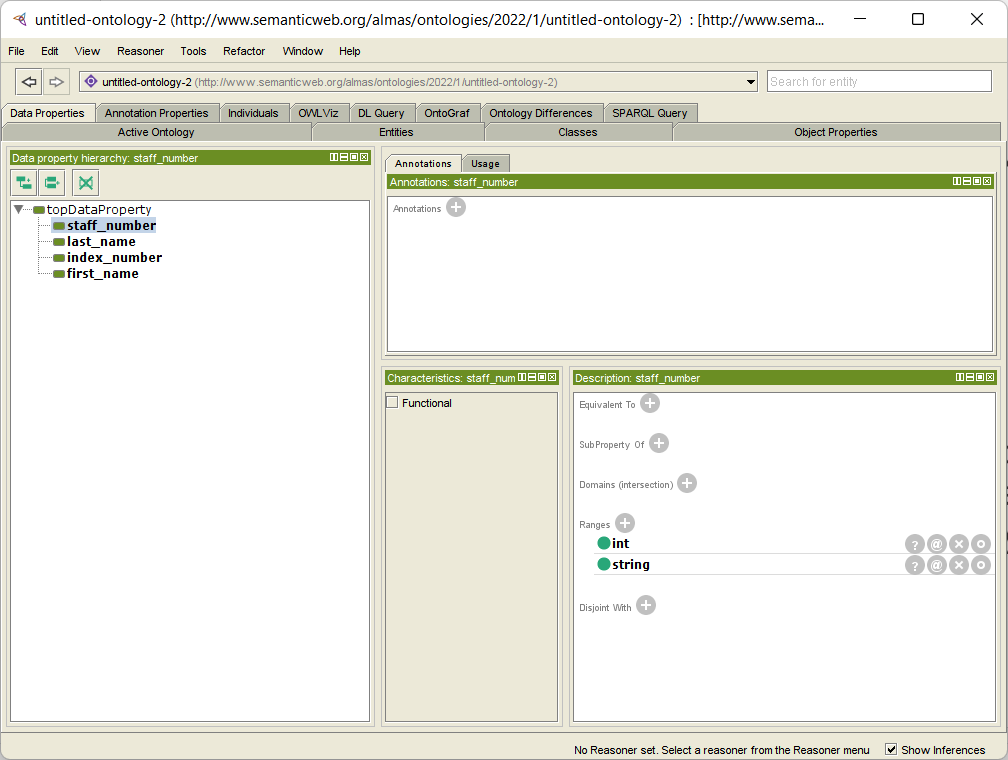 untitled-ontology-2 (http://www.semanticweb.org/almas/ontologies/2022/1/untitled-ontology-2) : [http://www.sema...
File Edit View Reasoner Tools Refactor Window Help
untitled-ontology-2 (http://www.semanticweb.org/almas/ontologies/2022/1/untitled-ontology-2)
Search for entity
Data Properties Annotation Properties Individuals OWLViz DL Query OntoGraf Ontology Differences SPARQL Query
Active Ontology Entities Classes Object Properties
Data property hierarchy: staff_number
topDataProperty
staff_number
last_name
index_number
first_name
Annotations Usage
Annotations: staff_number
Annotations
Characteristics: staff_num
Functional
Description: staff_number
Equivalent To
SubProperty Of
Domains (intersection)
Ranges
int
string
Disjoint With
No Reasoner set. Select a reasoner from the Reasoner menu Show Inferences